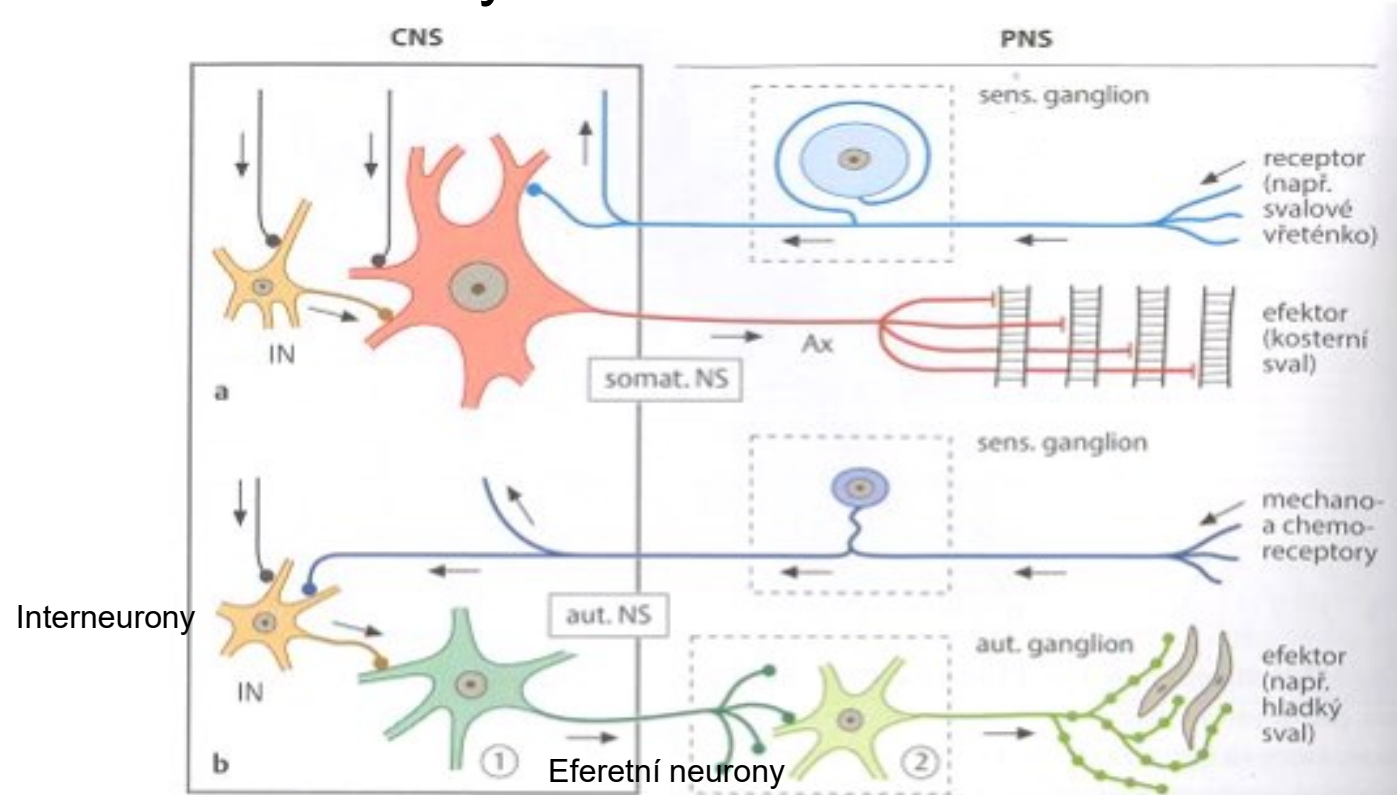 CNS
PNS
sens. ganglion
receptor
(např.
svalové
vřeténko)
efektor
(kosterní
sval)
IN
Ax
somat. NS
a
sens. ganglion
mechano-
a chemo-
receptory
Interneurony
aut. NS
aut. ganglion
efektor
(např.
hladký
sval)
IN
b
1
Eferetní neurony
2